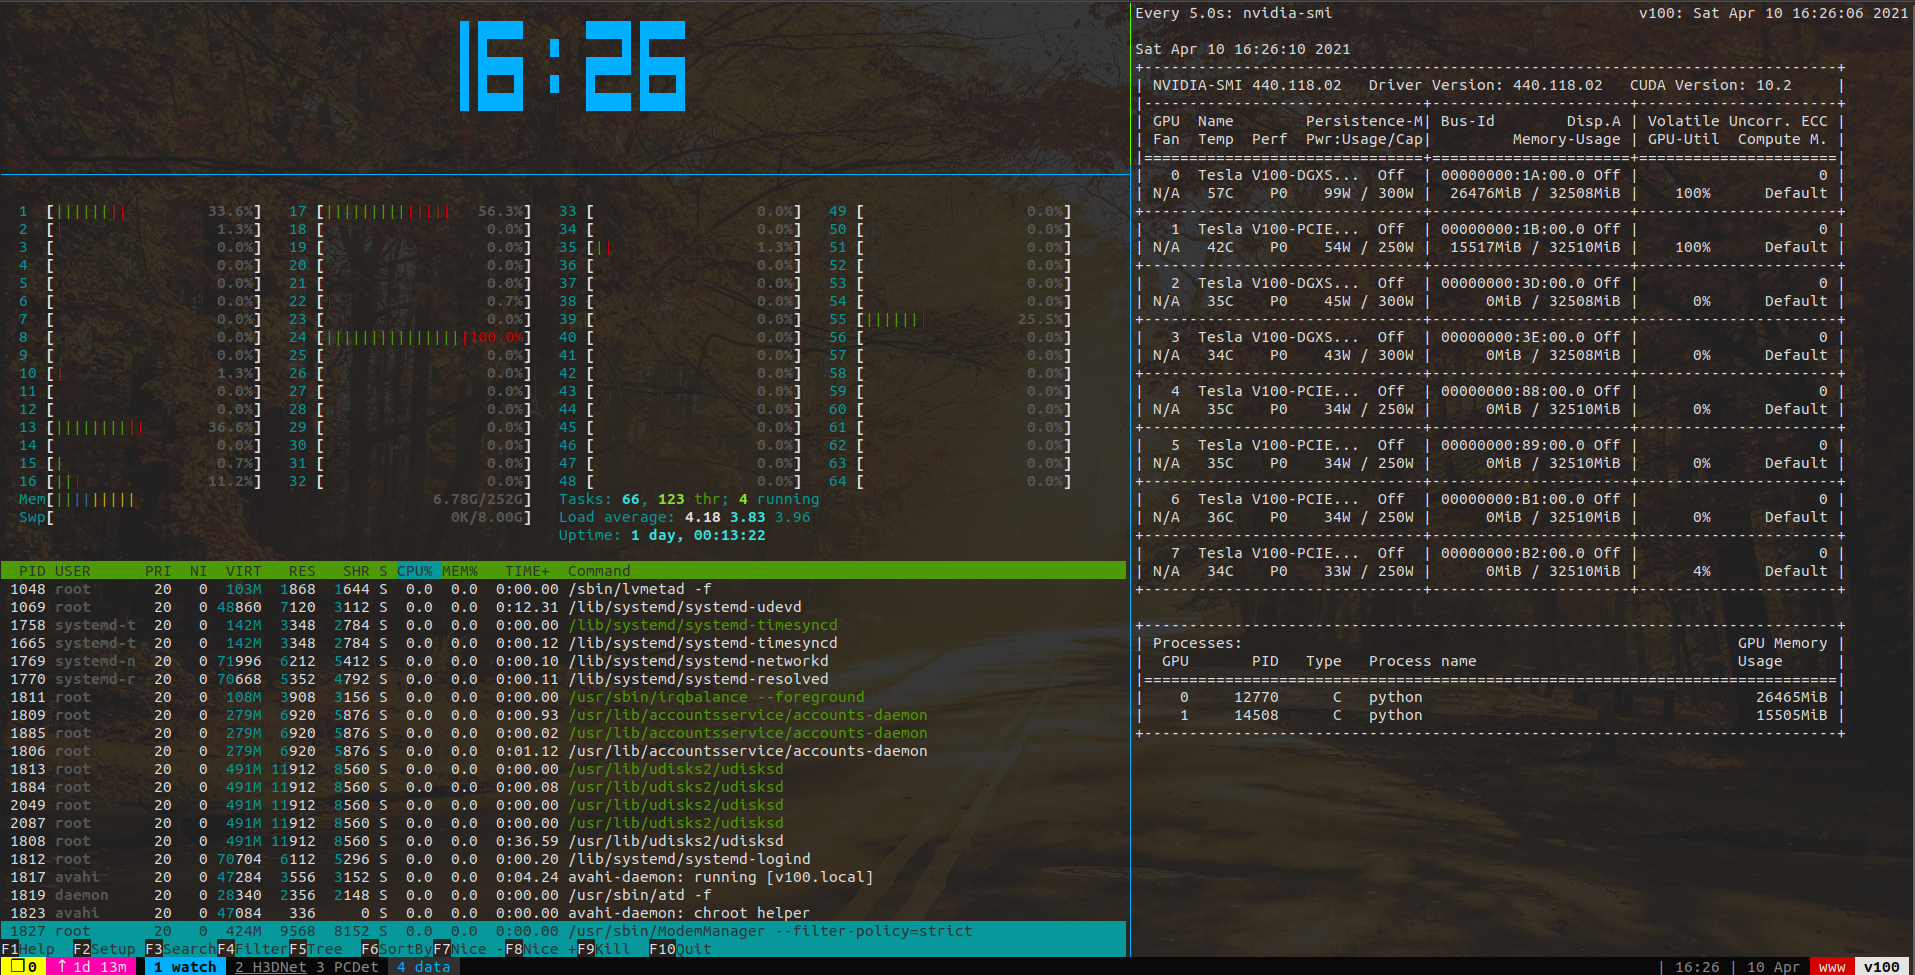 16:26
1 [||||||||| 33.6%] 17 [|||||||||||||| 56.3%] 33 [ 0.0%] 49 [ 0.0%]
2 [| 1.3%] 18 [ 0.0%] 34 [ 0.0%] 50 [ 0.0%]
3 [ 0.0%] 19 [ 0.0%] 35 [|| 1.3%] 51 [ 0.0%]
4 [ 0.0%] 20 [ 0.0%] 36 [ 0.0%] 52 [ 0.0%]
5 [ 0.0%] 21 [ 0.0%] 37 [ 0.0%] 53 [ 0.0%]
6 [ 0.0%] 22 [| 0.7%] 38 [ 0.0%] 54 [ 0.0%]
7 [ 0.0%] 23 [ 0.0%] 39 [ 0.0%] 55 [||||||| 25.5%]
8 [ 0.0%] 24 [||||||||||||||||100.0%] 40 [ 0.0%] 56 [ 0.0%]
9 [ 0.0%] 25 [ 0.0%] 41 [ 0.0%] 57 [ 0.0%]
10 [| 1.3%] 26 [ 0.0%] 42 [ 0.0%] 58 [ 0.0%]
11 [ 0.0%] 27 [ 0.0%] 43 [ 0.0%] 59 [ 0.0%]
12 [ 0.0%] 28 [ 0.0%] 44 [ 0.0%] 60 [ 0.0%]
13 [|||||||||| 36.6%] 29 [ 0.0%] 45 [ 0.0%] 61 [ 0.0%]
14 [ 0.0%] 30 [ 0.0%] 46 [ 0.0%] 62 [ 0.0%]
15 [| 0.7%] 31 [ 0.0%] 47 [ 0.0%] 63 [ 0.0%]
16 [|| 11.2%] 32 [ 0.0%] 48 [ 0.0%] 64 [ 0.0%]
Mem[||||||||| 6.78G/252G] Tasks: 66, 123 thr; 4 running
Swp[ 0K/8.00G] Load average: 4.18 3.83 3.96
Uptime: 1 day, 00:13:22
PID USER PRI NI VIRT RES SHR S CPU% MEM% TIME+ Command
1048 root 20 0 103M 1868 1644 S 0.0 0.0 0:00.00 /sbin/lvmetad -f
1069 root 20 0 48860 7120 3112 S 0.0 0.0 0:12.31 /lib/systemd/systemd-udevd
1758 systemd-t 20 0 142M 3348 2784 S 0.0 0.0 0:00.00 /lib/systemd/systemd-timesyncd
1665 systemd-t 20 0 142M 3348 2784 S 0.0 0.0 0:00.12 /lib/systemd/systemd-timesyncd
1769 systemd-n 20 0 71996 6212 5412 S 0.0 0.0 0:00.10 /lib/systemd/systemd-networkd
1770 systemd-r 20 0 70668 5352 4792 S 0.0 0.0 0:00.11 /lib/systemd/systemd-resolved
1811 root 20 0 108M 3908 3156 S 0.0 0.0 0:00.00 /usr/sbin/irqbalance --foreground
1809 root 20 0 279M 6920 5876 S 0.0 0.0 0:00.93 /usr/lib/accountsservice/accounts-daemon
1885 root 20 0 279M 6920 5876 S 0.0 0.0 0:00.02 /usr/lib/accountsservice/accounts-daemon
1806 root 20 0 279M 6920 5876 S 0.0 0.0 0:01.12 /usr/lib/accountsservice/accounts-daemon
1813 root 20 0 491M 11912 8560 S 0.0 0.0 0:00.00 /usr/lib/udisks2/udisksd
1884 root 20 0 491M 11912 8560 S 0.0 0.0 0:00.08 /usr/lib/udisks2/udisksd
2049 root 20 0 491M 11912 8560 S 0.0 0.0 0:00.00 /usr/lib/udisks2/udisksd
2087 root 20 0 491M 11912 8560 S 0.0 0.0 0:00.00 /usr/lib/udisks2/udisksd
1808 root 20 0 491M 11912 8560 S 0.0 0.0 0:36.59 /usr/lib/udisks2/udisksd
1812 root 20 0 70704 6112 5296 S 0.0 0.0 0:00.20 /lib/systemd/systemd-logind
1817 avahi 20 0 47284 3556 3152 S 0.0 0.0 0:04.24 avahi-daemon: running [v100.local]
1819 daemon 20 0 28340 2356 2148 S 0.0 0.0 0:00.00 /usr/sbin/atd -f
1823 avahi 20 0 47084 336 0 S 0.0 0.0 0:00.00 avahi-daemon: chroot helper
1827 root 20 0 424M 9568 8152 S 0.0 0.0 0:00.00 /usr/sbin/ModemManager --filter-policy=strict
F1Help F2Setup F3SearchF4FilterF5Tree F6SortByF7Nice -F8Nice +F9Kill F10Quit
Every 5.0s: nvidia-smi v100: Sat Apr 10 16:26:06 2021
Sat Apr 10 16:26:10 2021
NVIDIA-SMI 440.118.02 Driver Version: 440.118.02 CUDA Version: 10.2
GPU Name Persistence-M| Bus-Id Disp.A | Volatile Uncorr. ECC
Fan Temp Perf Pwr:Usage/Cap| Memory-Usage | GPU-Util Compute M.
0 Tesla V100-DGXS... Off | 00000000:1A:00.0 Off | 0
N/A 57C P0 99W / 300W | 26476MiB / 32508MiB | 100% Default
1 Tesla V100-PCIE... Off | 00000000:1B:00.0 Off | 0
N/A 42C P0 54W / 250W | 15517MiB / 32510MiB | 100% Default
2 Tesla V100-DGXS... Off | 00000000:3D:00.0 Off | 0
N/A 35C P0 45W / 300W | 0MiB / 32508MiB | 0% Default
3 Tesla V100-DGXS... Off | 00000000:3E:00.0 Off | 0
N/A 34C P0 43W / 300W | 0MiB / 32508MiB | 0% Default
4 Tesla V100-PCIE... Off | 00000000:88:00.0 Off | 0
N/A 35C P0 34W / 250W | 0MiB / 32510MiB | 0% Default
5 Tesla V100-PCIE... Off | 00000000:89:00.0 Off | 0
N/A 35C P0 34W / 250W | 0MiB / 32510MiB | 0% Default
6 Tesla V100-PCIE... Off | 00000000:B1:00.0 Off | 0
N/A 36C P0 34W / 250W | 0MiB / 32510MiB | 0% Default
7 Tesla V100-PCIE... Off | 00000000:B2:00.0 Off | 0
N/A 34C P0 33W / 250W | 0MiB / 32510MiB | 4% Default
Processes: GPU Memory
GPU PID Type Process name Usage
0 12770 C python 26465MiB
1 14508 C python 15505MiB
❐ 0 ↑ 1d 13m 1 watch 2 H3DNet 3 PCDet 4 data | 16:26 | 10 Apr www v100